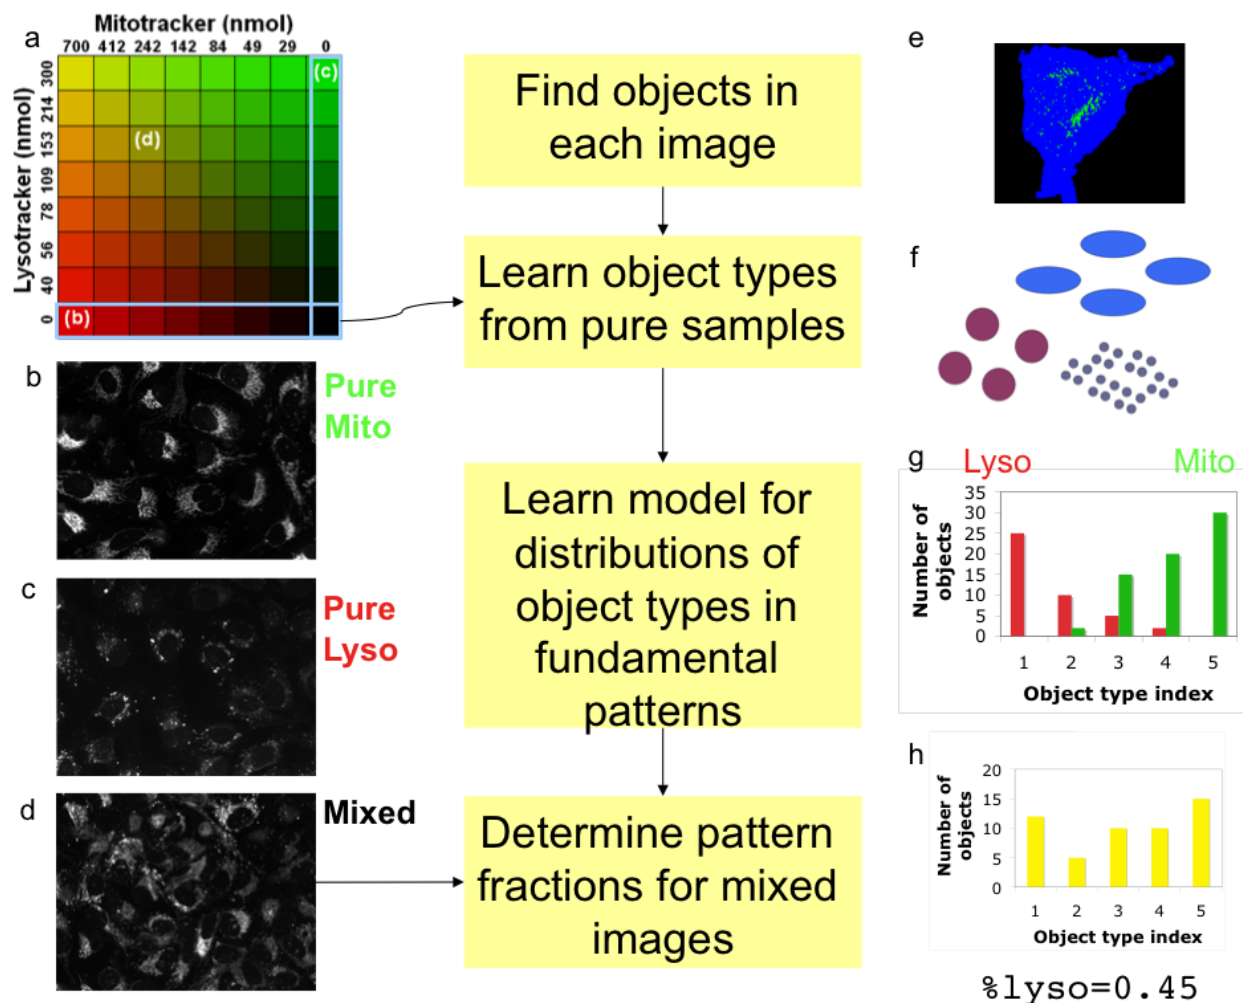 a
Mitotracker (nmol)
700 412 242 142 84 49 29 0
Lysotracker (nmol)
300
214
153
109
78
56
40
0
(c)
(d)
(b)
b
Pure
Mito
c
Pure
Lyso
d
Mixed
Find objects in
each image
Learn object types
from pure samples
Learn model for
distributions of
object types in
fundamental
patterns
Determine pattern
fractions for mixed
images
e
f
g
Lyso Mito
Number of
objects
35
30
25
20
15
10
5
0
1 2 3 4 5
Object type index
h
Number of
objects
20
15
10
5
0
1 2 3 4 5
Object type index
%lyso=0.45